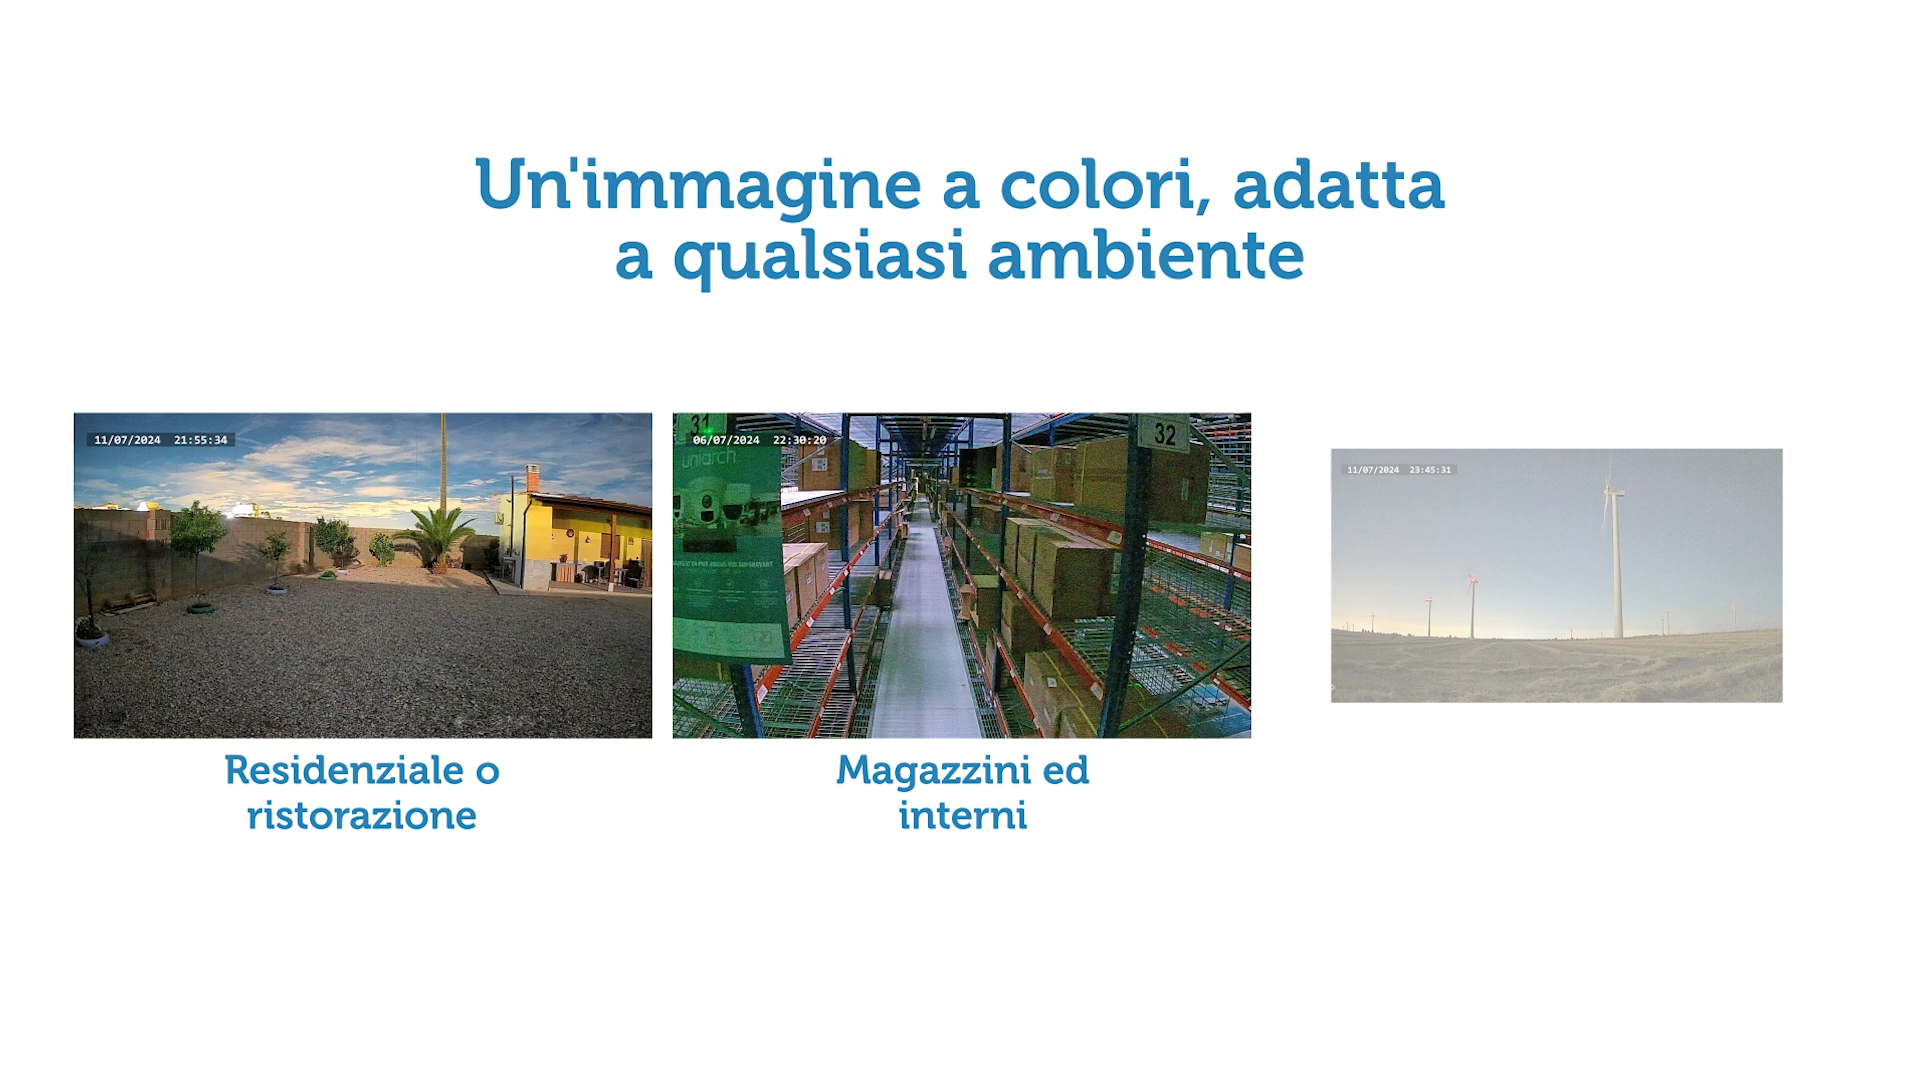 Un'immagine a colori, adatta
a qualsiasi ambiente
11/07/2024 21:55:34
31
06/07/2024 22:30:20
uniarch
32
11/07/2024 23:45:31
Residenziale o
ristorazione
Magazzini ed
interni